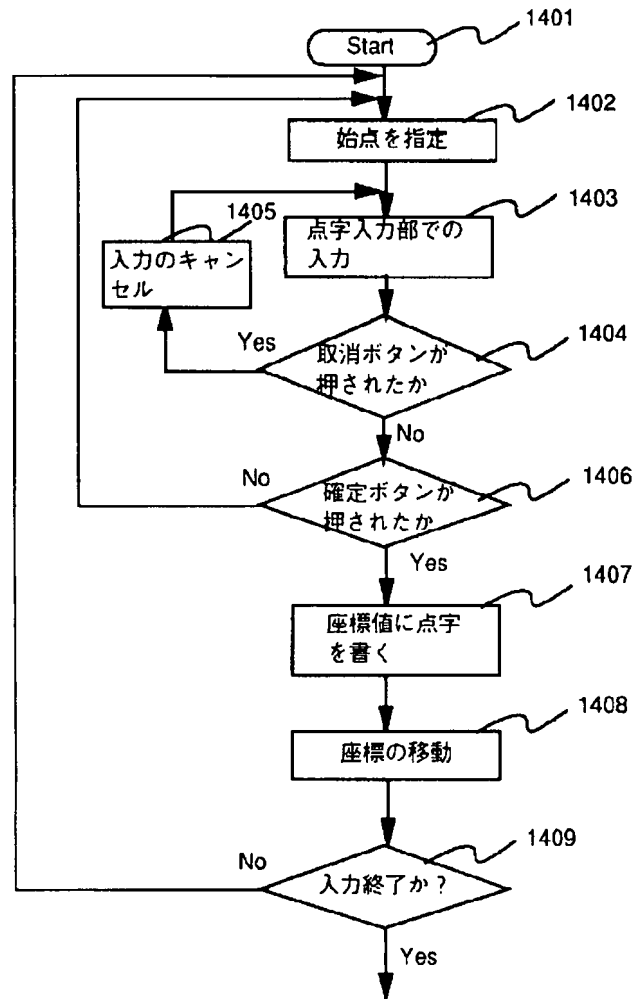 Start
1401
1402
始点を指定
1403
点字入力部での
入力
1405
入力のキャン
セル
Yes
1404
取消ボタンが
押されたか
No
No
1406
確定ボタンが
押されたか
Yes
1407
座標値に点字
を書く
1408
座標の移動
1409
No
入力終了か?
Yes